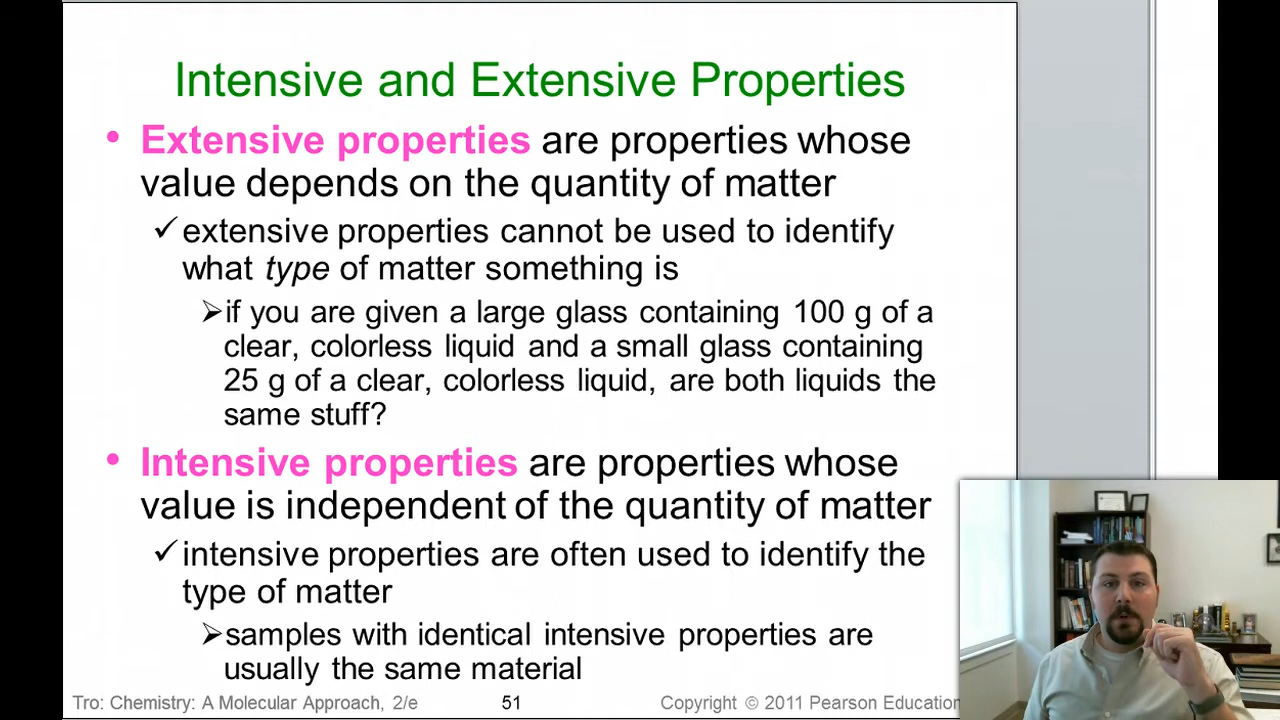 Intensive and Extensive Properties
• Extensive properties are properties whose
value depends on the quantity of matter
✓extensive properties cannot be used to identify
what type of matter something is
➢if you are given a large glass containing 100 g of a
clear, colorless liquid and a small glass containing
25 g of a clear, colorless liquid, are both liquids the
same stuff?
• Intensive properties are properties whose
value is independent of the quantity of matter
✓intensive properties are often used to identify the
type of matter
➢samples with identical intensive properties are
usually the same material
Tro: Chemistry: A Molecular Approach, 2/e 51 Copyright © 2011 Pearson Education